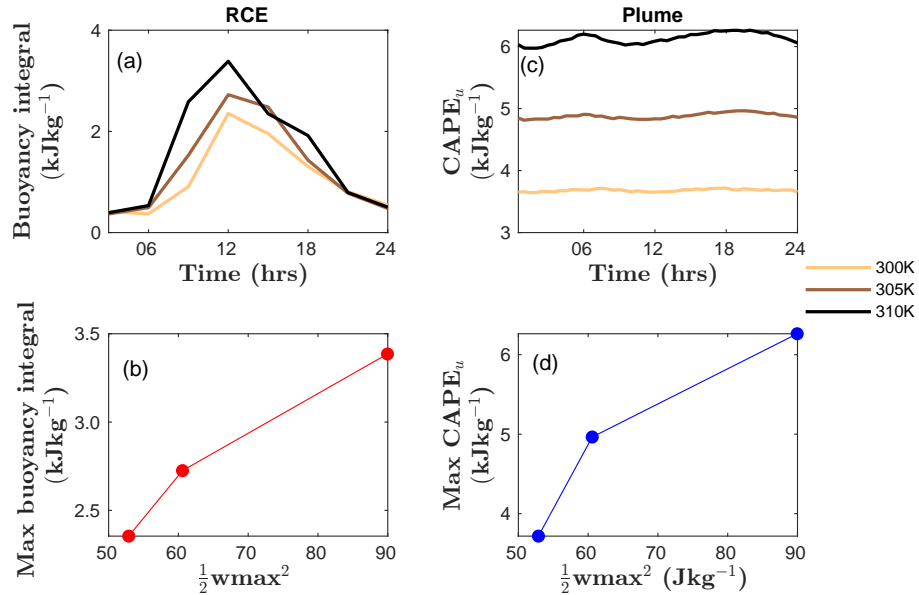 RCE
(a)
Buoyancy integral
(kJkg⁻¹)
4
2
0
06
12
18
24
Time (hrs)
Plume
(c)
CAPEᵤ
(kJkg⁻¹)
6
5
4
3
06
12
18
24
Time (hrs)
300K
305K
310K
(b)
Max buoyancy integral
(kJkg⁻¹)
3.5
3.0
2.5
50
60
70
80
90
½wmax²
(d)
Max CAPEᵤ
(kJkg⁻¹)
6
5
4
50
60
70
80
90
½wmax² (Jkg⁻¹)